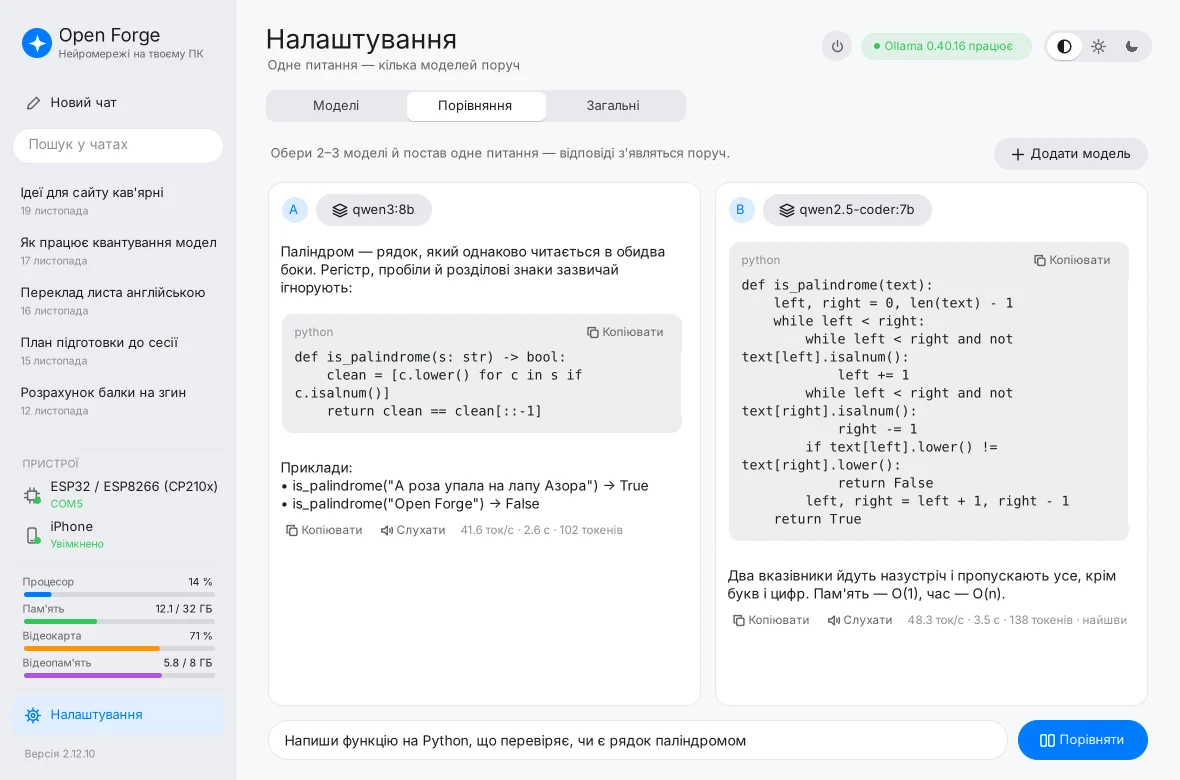 Open Forge
Нейромережі на твоєму ПК
Новий чат
Пошук у чатах
Ідеї для сайту кав'ярні
19 листопада
Як працює квантування модел
17 листопада
Переклад листа англійською
16 листопада
План підготовки до сесії
15 листопада
Розрахунок балки на згин
12 листопада
ПРИСТРОЇ
ESP32 / ESP8266 (CP210x)
COM5
iPhone
Увімкнено
Процесор 14 %
Пам'ять 12.1 / 32 ГБ
Відеокарта 71 %
Відеопам'ять 5.8 / 8 ГБ
Налаштування
Версія 2.12.10
Налаштування
Одне питання — кілька моделей поруч
Ollama 0.40.16 працює
Моделі Порівняння Загальні
Обери 2–3 моделі й постав одне питання — відповіді з'являться поруч.
Додати модель
A qwen3:8b
Паліндром — рядок, який однаково читається в обидва
боки. Регістр, пробіли й розділові знаки зазвичай
ігнорують:
python Копіювати
def is_palindrome(s: str) -> bool:
    clean = [c.lower() for c in s if
c.isalnum()]
    return clean == clean[::-1]
Приклади:
• is_palindrome("А роза упала на лапу Азора") → True
• is_palindrome("Open Forge") → False
Копіювати Слухати 41.6 ток/с · 2.6 с · 102 токенів
B qwen2.5-coder:7b
python Копіювати
def is_palindrome(text):
    left, right = 0, len(text) - 1
    while left < right:
        while left < right and not
text[left].isalnum():
            left += 1
        while left < right and not
text[right].isalnum():
            right -= 1
        if text[left].lower() !=
text[right].lower():
            return False
        left, right = left + 1, right - 1
    return True
Два вказівники йдуть назустріч і пропускають усе, крім
букв і цифр. Пам'ять — O(1), час — O(n).
Копіювати Слухати 48.3 ток/с · 3.5 с · 138 токенів · найшви
Напиши функцію на Python, що перевіряє, чи є рядок паліндромом
Порівняти